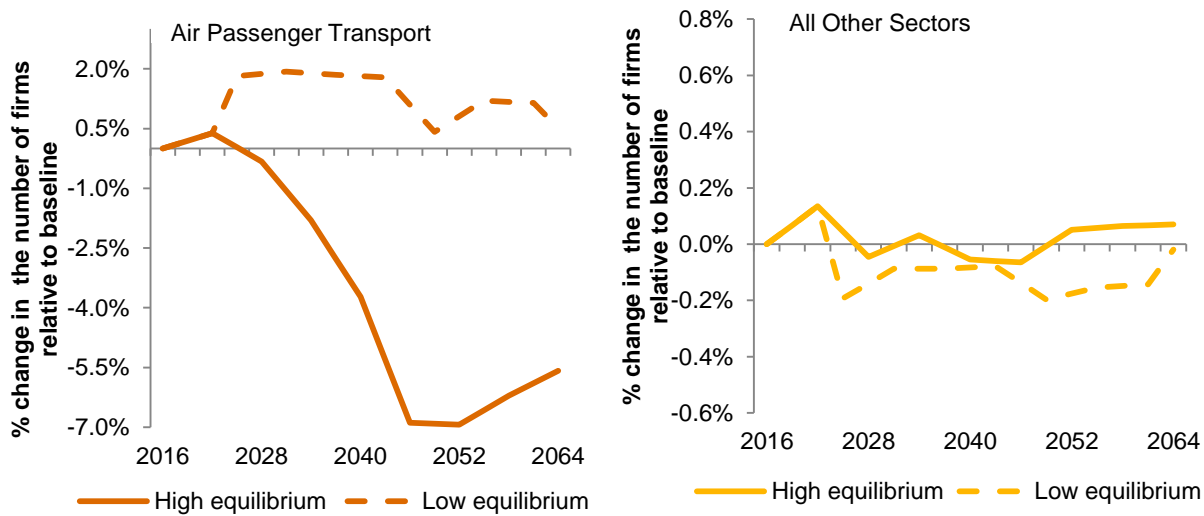 Air Passenger Transport
% change in the number of firms
relative to baseline
2.0%
0.5%
-1.0%
-2.5%
-4.0%
-5.5%
-7.0%
2016 2028 2040 2052 2064
High equilibrium Low equilibrium
All Other Sectors
% change in the number of firms
relative to baseline
0.8%
0.6%
0.4%
0.2%
0.0%
-0.2%
-0.4%
-0.6%
2016 2028 2040 2052 2064
High equilibrium Low equilibrium